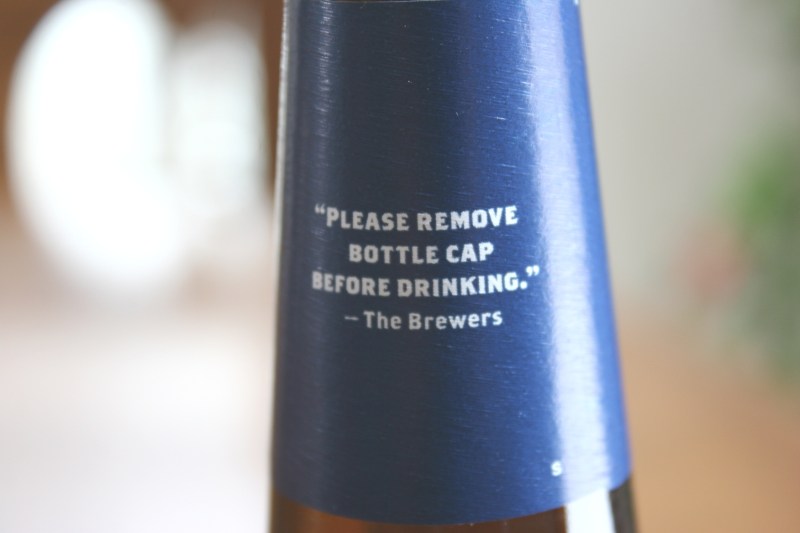 “PLEASE REMOVE
BOTTLE CAP
BEFORE DRINKING.”
– The Brewers
S